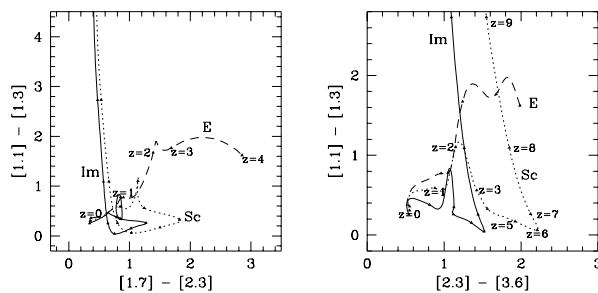 4
3
2
1
0
0
1
2
3
[1.1] − [1.3]
[1.7] − [2.3]
Im
E
Sc
z=0
z=1
z=2
z=3
z=4
2
1
0
0
1
2
3
[1.1] − [1.3]
[2.3] − [3.6]
Im
E
Sc
z=9
z=8
z=7
z=6
z=5
z=3
z=2
z=1
z=0